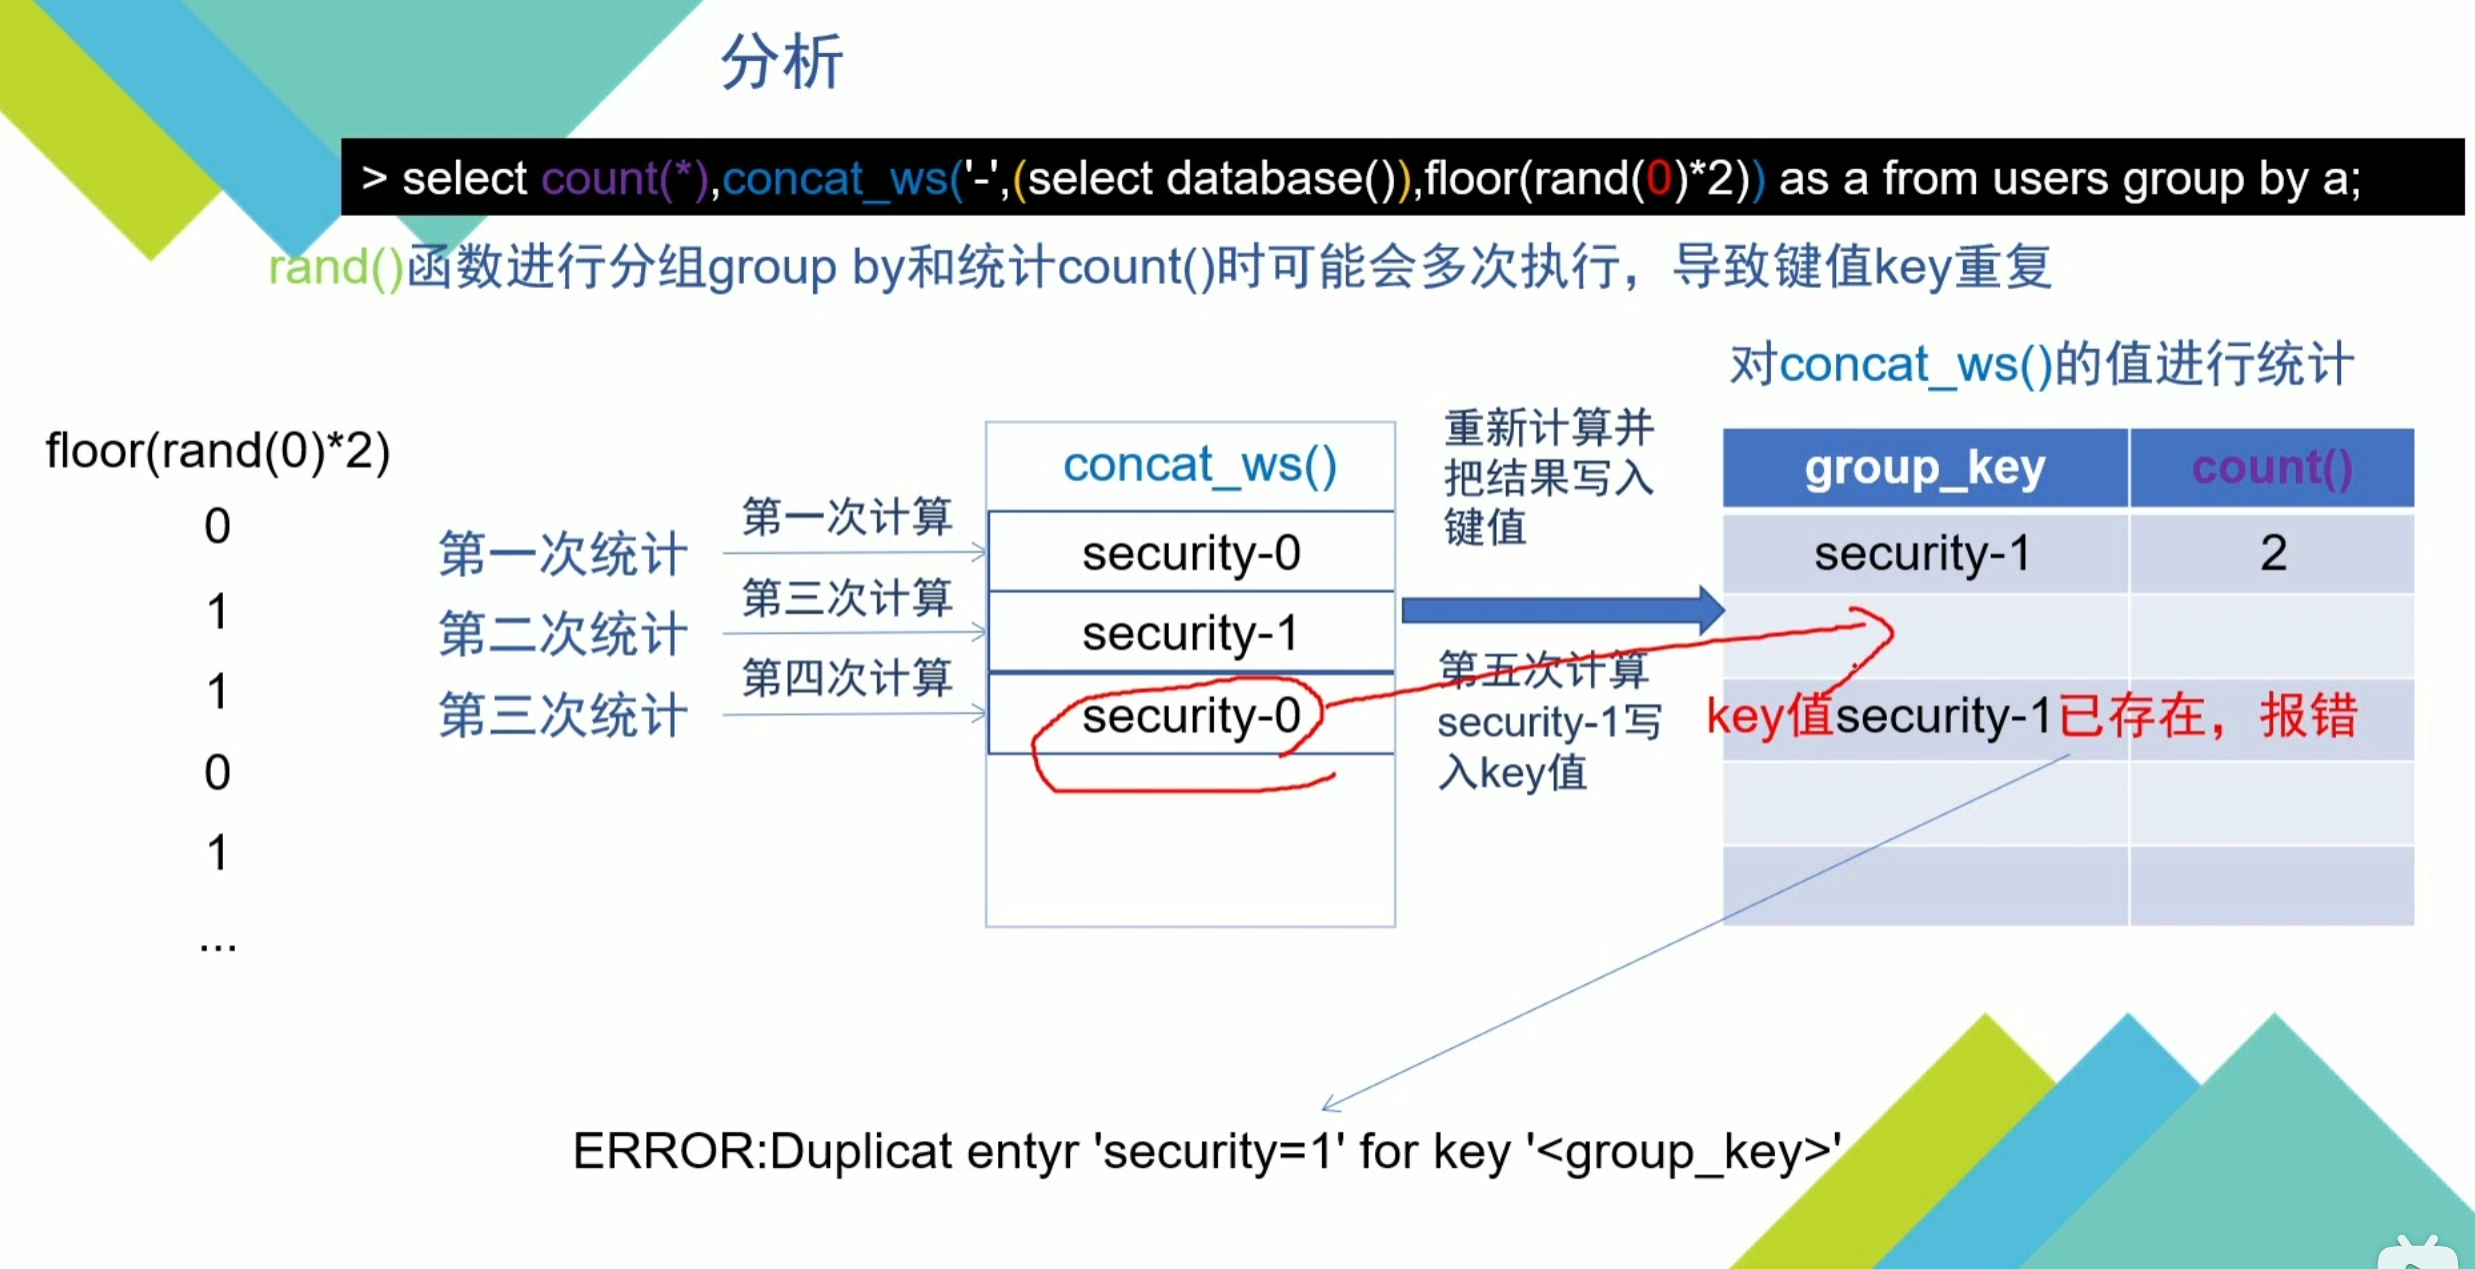 分析
> select count(*),concat_ws('-',(select database()),floor(rand(0)*2)) as a from users group by a;
rand()函数进行分组group by和统计count()时可能会多次执行，导致键值key重复
对concat_ws()的值进行统计
floor(rand(0)*2)
0
1
1
0
1
...
第一次统计
第二次统计
第三次统计
第一次计算
第三次计算
第四次计算
concat_ws()
security-0
security-1
security-0
重新计算并
把结果写入
键值
第五次计算
security-1写
入key值
group_key count()
security-1 2
key值security-1已存在，报错
ERROR:Duplicat entyr 'security=1' for key '<group_key>'